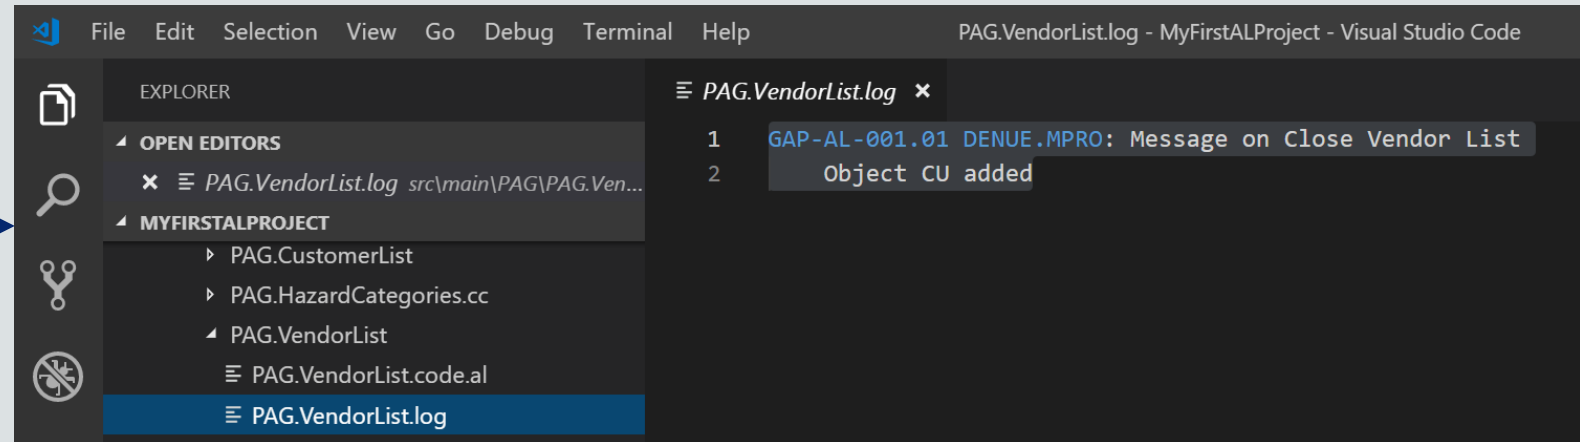 File Edit Selection View Go Debug Terminal Help PAG.VendorList.log - MyFirstALProject - Visual Studio Code
EXPLORER
OPEN EDITORS
PAG.VendorList.log src\main\PAG\PAG.Ven...
MYFIRSTALPROJECT
PAG.CustomerList
PAG.HazardCategories.cc
PAG.VendorList
PAG.VendorList.code.al
PAG.VendorList.log
PAG.VendorList.log
1 GAP-AL-001.01 DENUE.MPRO: Message on Close Vendor List
2 Object CU added